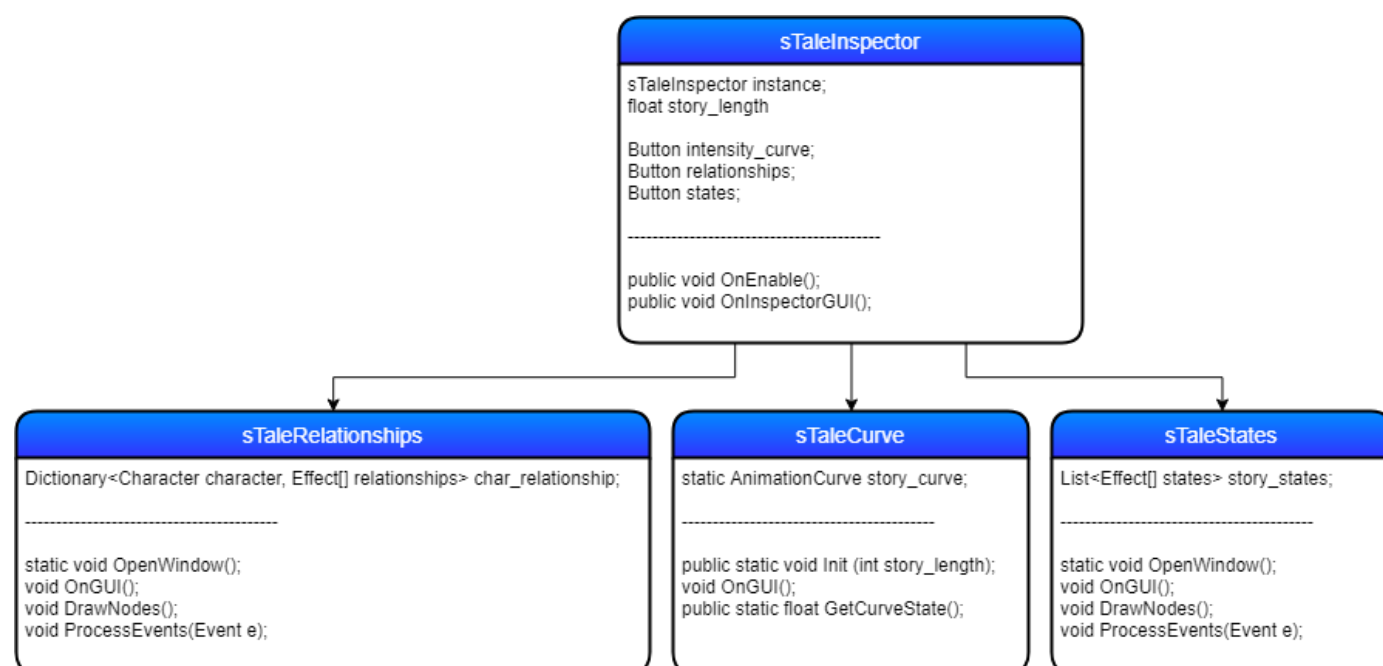 sTaleInspector
sTaleInspector instance;
float story_length
Button intensity_curve;
Button relationships;
Button states;
-----------------------------------------
public void OnEnable();
public void OnInspectorGUI();
sTaleRelationships
Dictionary<Character character, Effect[] relationships> char_relationship;
-----------------------------------------
static void OpenWindow();
void OnGUI();
void DrawNodes();
void ProcessEvents(Event e);
sTaleCurve
static AnimationCurve story_curve;
-----------------------------------------
public static void Init (int story_length);
void OnGUI();
public static float GetCurveState();
sTaleStates
List<Effect[] states> story_states;
-----------------------------------------
static void OpenWindow();
void OnGUI();
void DrawNodes();
void ProcessEvents(Event e);